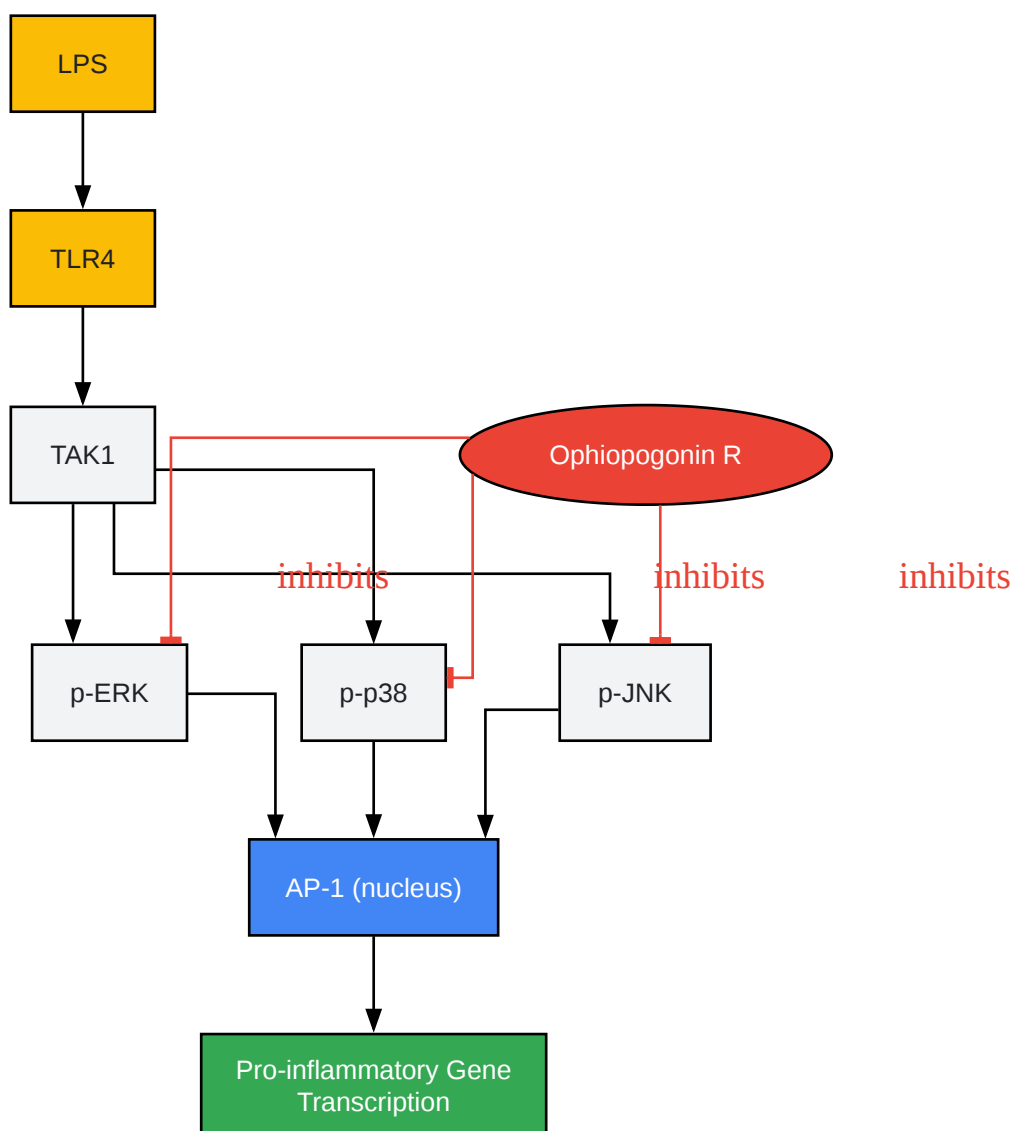 LPS
TLR4
TAK1
Ophiopogonin R
inhibits
inhibits
inhibits
p-ERK
p-p38
p-JNK
AP-1 (nucleus)
Pro-inflammatory Gene
Transcription